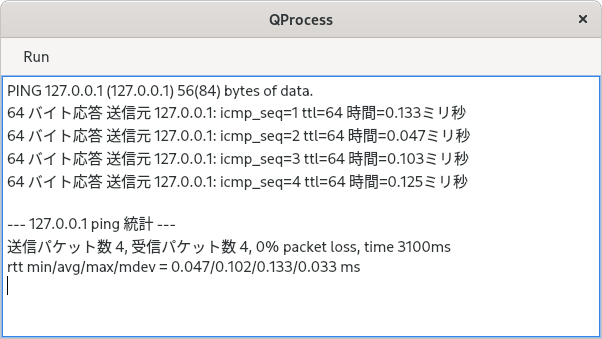 QProcess
Run
PING 127.0.0.1 (127.0.0.1) 56(84) bytes of data.
64 バイト応答 送信元 127.0.0.1: icmp_seq=1 ttl=64 時間=0.133ミリ秒
64 バイト応答 送信元 127.0.0.1: icmp_seq=2 ttl=64 時間=0.047ミリ秒
64 バイト応答 送信元 127.0.0.1: icmp_seq=3 ttl=64 時間=0.103ミリ秒
64 バイト応答 送信元 127.0.0.1: icmp_seq=4 ttl=64 時間=0.125ミリ秒
--- 127.0.0.1 ping 統計 ---
送信パケット数 4, 受信パケット数 4, 0% packet loss, time 3100ms
rtt min/avg/max/mdev = 0.047/0.102/0.133/0.033 ms